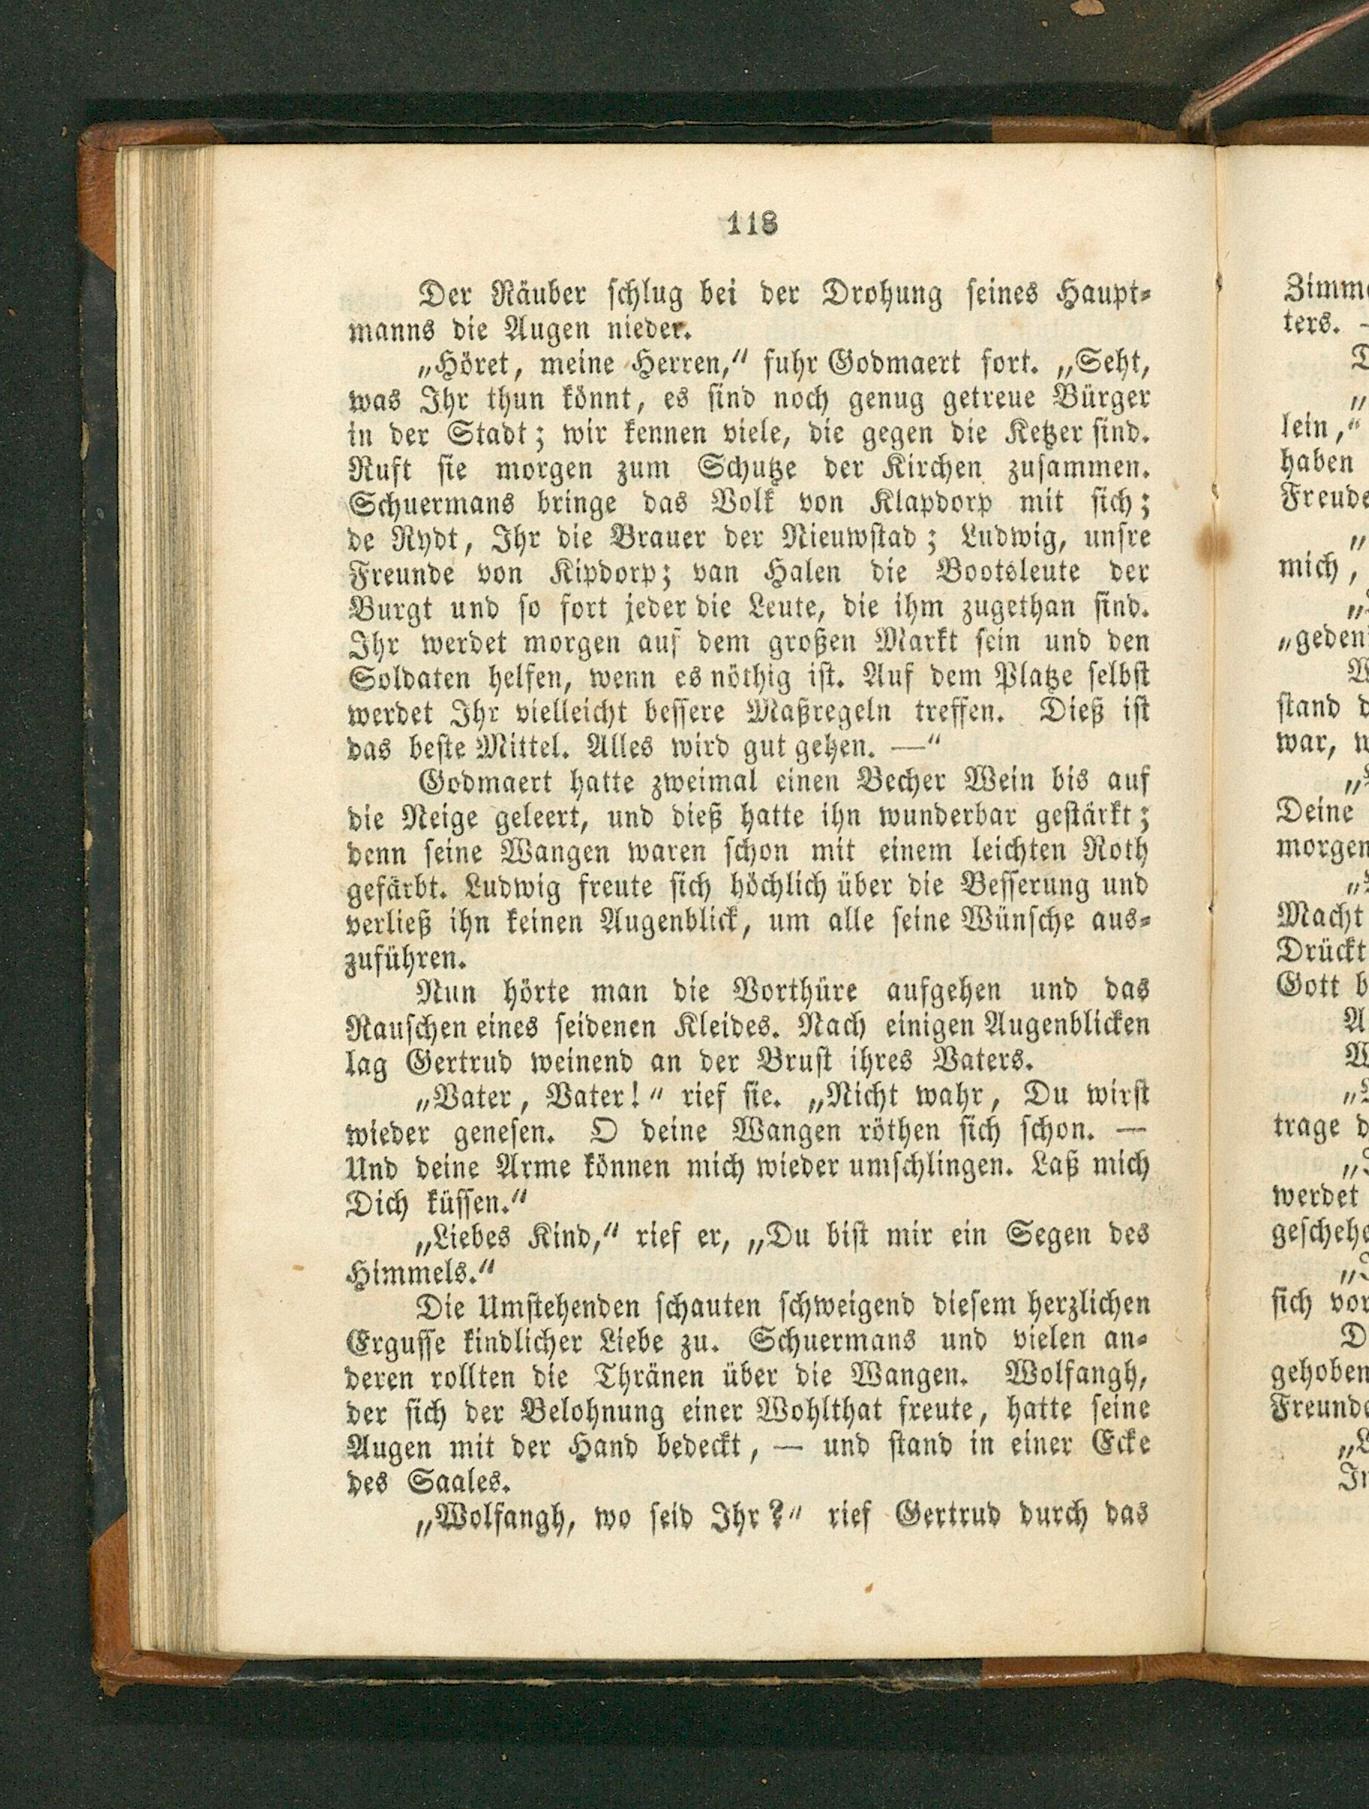 118
Der Räuber schlug bei der Drohung seines Haupt-
manns die Augen nieder.
„Höret, meine Herren,“ fuhr Godmaert fort. „Seht,
was Ihr thun könnt, es sind noch genug getreue Bürger
in der Stadt; wir kennen viele, die gegen die Ketzer sind.
Ruft sie morgen zum Schutze der Kirchen zusammen.
Schuermans bringe das Volk von Klapdorp mit sich;
de Rydt, Ihr die Brauer der Nieuwstad; Ludwig, unsre
Freunde von Kipdorp; van Halen die Bootsleute der
Burgt und so fort jeder die Leute, die ihm zugethan sind.
Ihr werdet morgen auf dem großen Markt sein und den
Soldaten helfen, wenn es nöthig ist. Auf dem Platze selbst
werdet Ihr vielleicht bessere Maßregeln treffen. Dieß ist
das beste Mittel. Alles wird gut gehen. —“
Godmaert hatte zweimal einen Becher Wein bis auf
die Neige geleert, und dieß hatte ihn wunderbar gestärkt;
denn seine Wangen waren schon mit einem leichten Roth
gefärbt. Ludwig freute sich höchlich über die Besserung und
verließ ihn keinen Augenblick, um alle seine Wünsche aus-
zuführen.
Nun hörte man die Vorthüre aufgehen und das
Rauschen eines seidenen Kleides. Nach einigen Augenblicken
lag Gertrud weinend an der Brust ihres Vaters.
„Vater, Vater!“ rief sie. „Nicht wahr, Du wirst
wieder genesen. O deine Wangen röthen sich schon. —
Und deine Arme können mich wieder umschlingen. Laß mich
Dich küssen.“
„Liebes Kind,“ rief er, „Du bist mir ein Segen des
Himmels.“
Die Umstehenden schauten schweigend diesem herzlichen
Ergusse kindlicher Liebe zu. Schuermans und vielen an-
deren rollten die Thränen über die Wangen. Wolfangh,
der sich der Belohnung einer Wohlthat freute, hatte seine
Augen mit der Hand bedeckt, — und stand in einer Ecke
des Saales.
„Wolfangh, wo seid Ihr?“ rief Gertrud durch das
ters.
lein,“
haben
mich,
stand
war,
Deine
Macht
Drückt
Gott
trage
werdet
sich